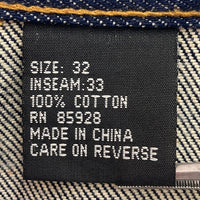 SIZE: 32
INSEAM:33
100% COTTON
RN 85928
MADE IN CHINA
CARE ON REVERSE